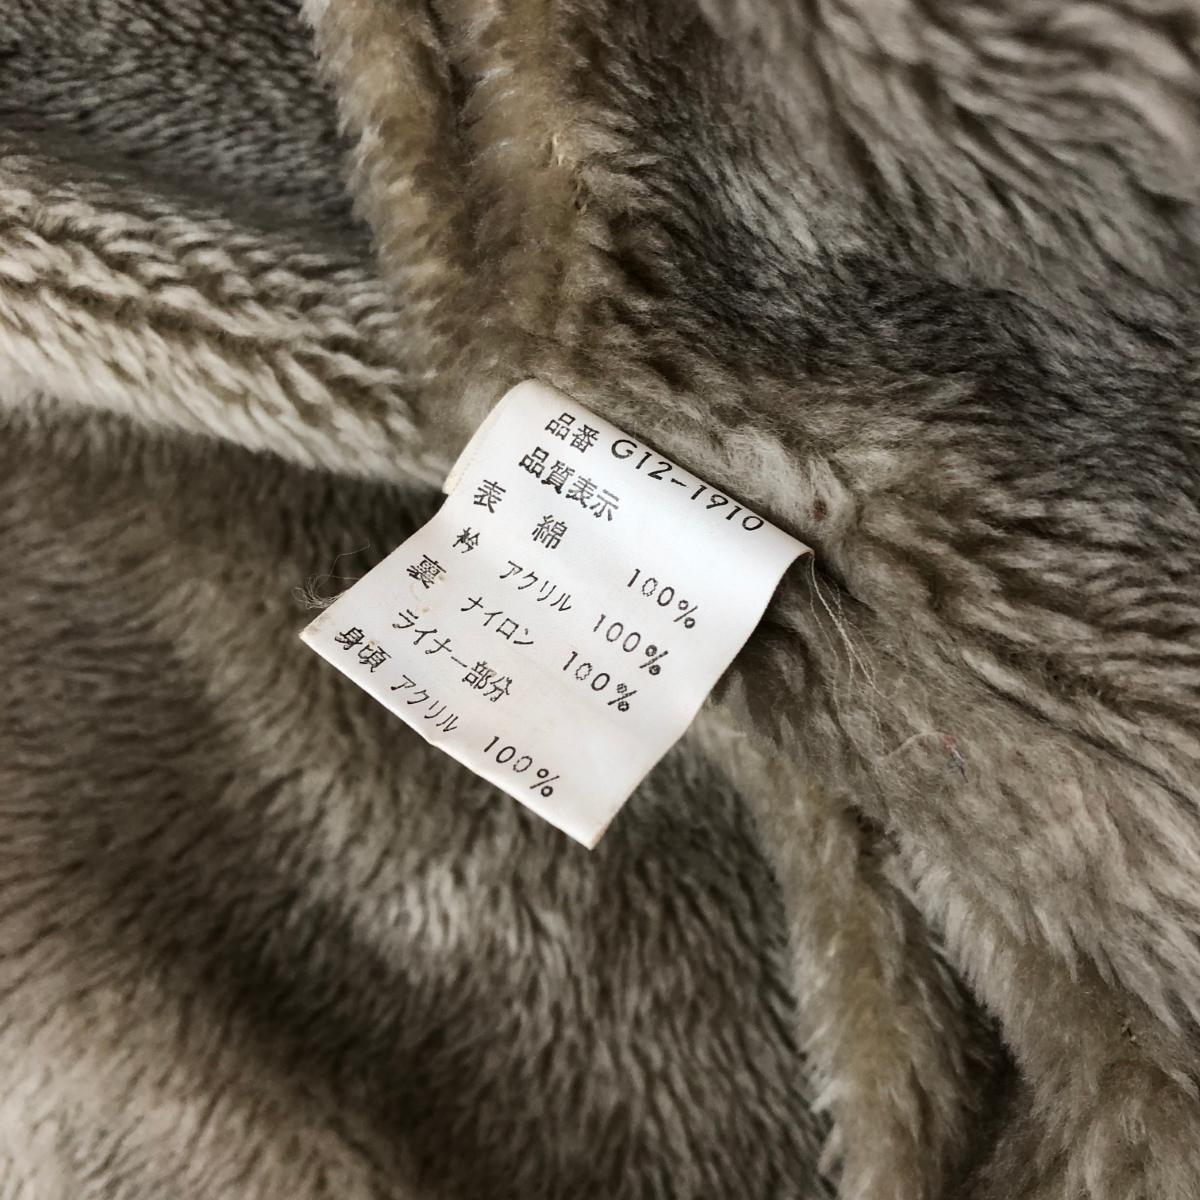 品番 G12-1910
品質表示
表 綿 100%
衿 アクリル 100%
裏 ナイロン 100%
ライナー部分
身頃 アクリル 100%